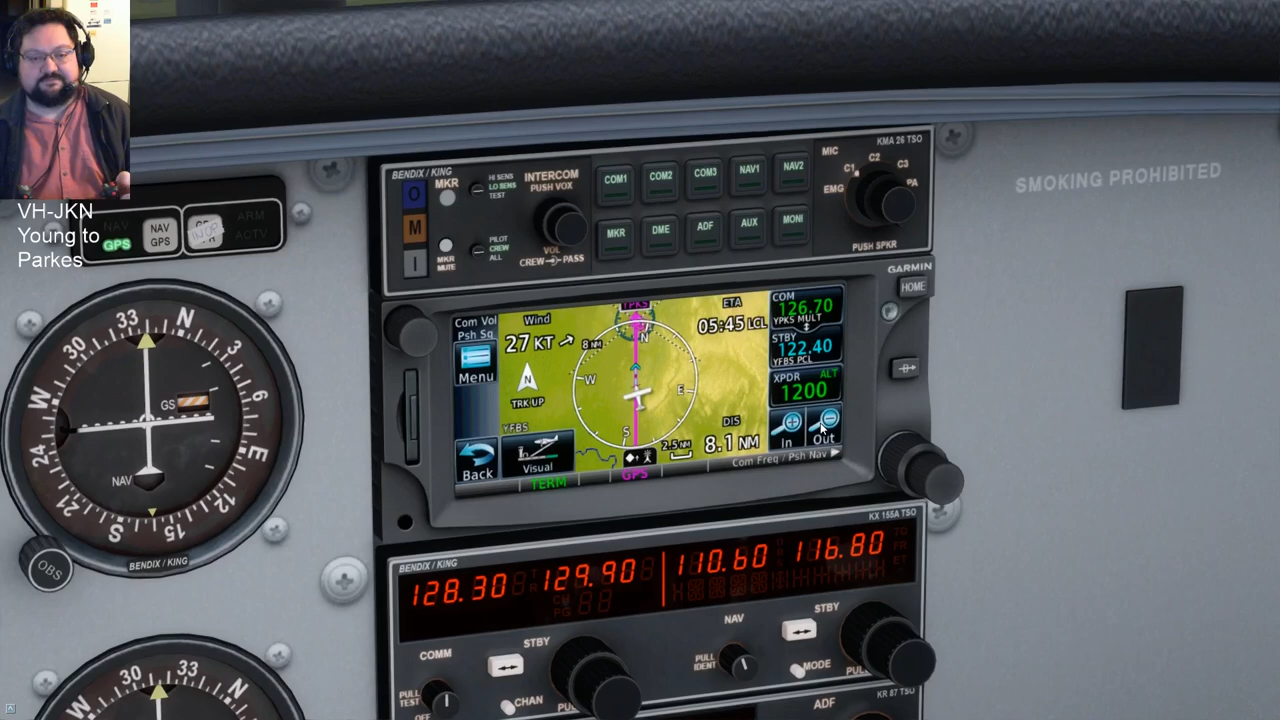 VH-JKN
Young to
Parkes
NAV
GPS
NAV
GPS
ARM
ACTV
BENDIX/KING
KMA 26 TSO
O
M
I
MKR
HI SENS
LO SENS
TEST
MKR
MUTE
PILOT
CREW
ALL
INTERCOM
PUSH VOX
VOL
CREW
PASS
COM1
COM2
COM3
NAV1
NAV2
MKR
DME
ADF
AUX
MONI
MIC
EMG
C1
C2
C3
PA
PUSH SPKR
SMOKING PROHIBITED
GARMIN
HOME
Com Vol
Psh Sq
Menu
Back
Wind
27 KT
8 NM
N
TRK UP
YFBS
Visual
TERM
GPS
YPKS
N
W
E
S
2.5 NM
ETA
05:45 LCL
DIS
8.1 NM
COM
126.70
YPKS MULT
STBY
122.40
YFBS PCL
XPDR ALT
1200
In
Out
Com Freq / Psh Nav
33
N
3
6
E
12
15
S
24
W
30
GS
NAV
OBS
BENDIX/KING
BENDIX/KING
KX 155A TSO
128.30
129.90
110.60
116.80
COMM
STBY
NAV
STBY
PULL
TEST
OFF
CHAN
PULL
IDENT
MODE
KR 87 TSO
ADF
W
30
33
N